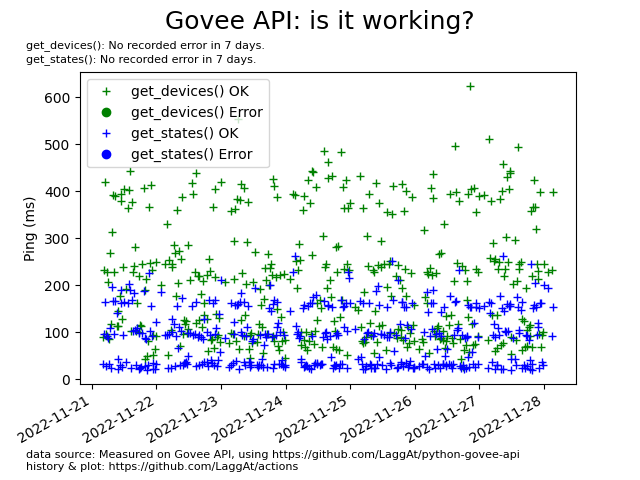 Govee API: is it working?
get_devices(): No recorded error in 7 days.
get_states(): No recorded error in 7 days.
get_devices() OK
get_devices() Error
get_states() OK
get_states() Error
Ping (ms)
600
500
400
300
200
100
0
2022-11-21
2022-11-22
2022-11-23
2022-11-24
2022-11-25
2022-11-26
2022-11-27
2022-11-28
data source: Measured on Govee API, using https://github.com/LaggAt/python-govee-api
history & plot: https://github.com/LaggAt/actions